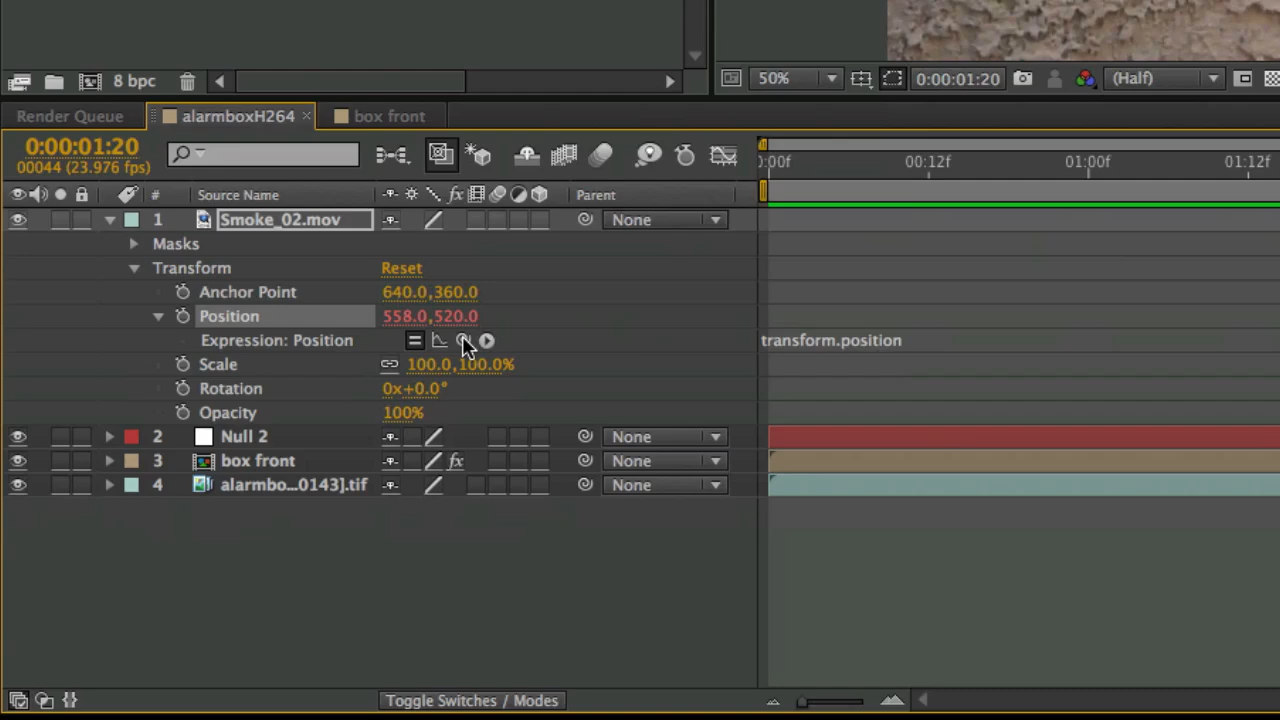 8 bpc 50% 0:00:01:20 (Half)
Render Queue alarmboxH264 × box front
0:00:01:20
00044 (23.976 fps)
:00f 00:12f 01:00f 01:12f
# Source Name fx Parent
1 Smoke_02.mov None
Masks
Transform Reset
Anchor Point 640.0,360.0
Position 558.0,520.0
Expression: Position transform.position
Scale 100.0,100.0%
Rotation 0x+0.0°
Opacity 100%
2 Null 2 None
3 box front fx None
4 alarmbo...0143].tif None
Toggle Switches / Modes